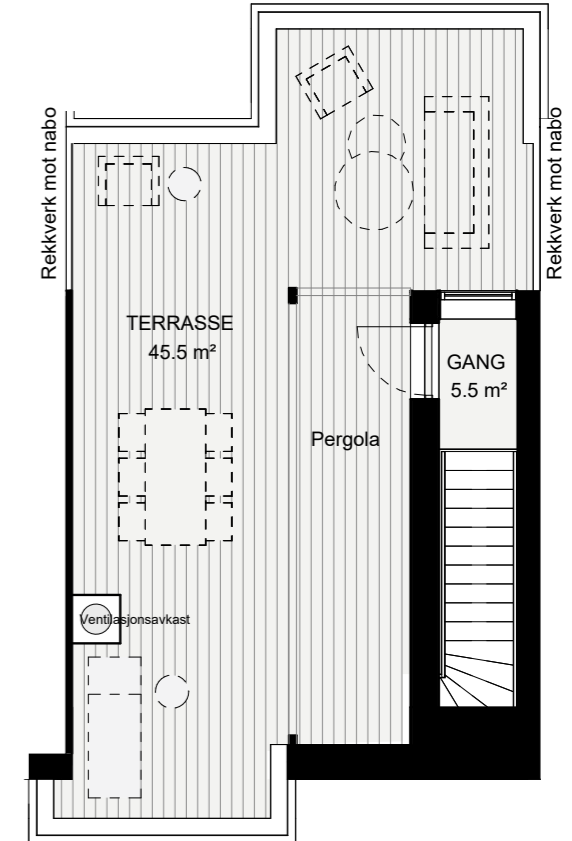 Rekkverk mot nabo
Rekkverk mot nabo
TERRASSE
45.5 m²
GANG
5.5 m²
Pergola
Ventilasjonsavkast